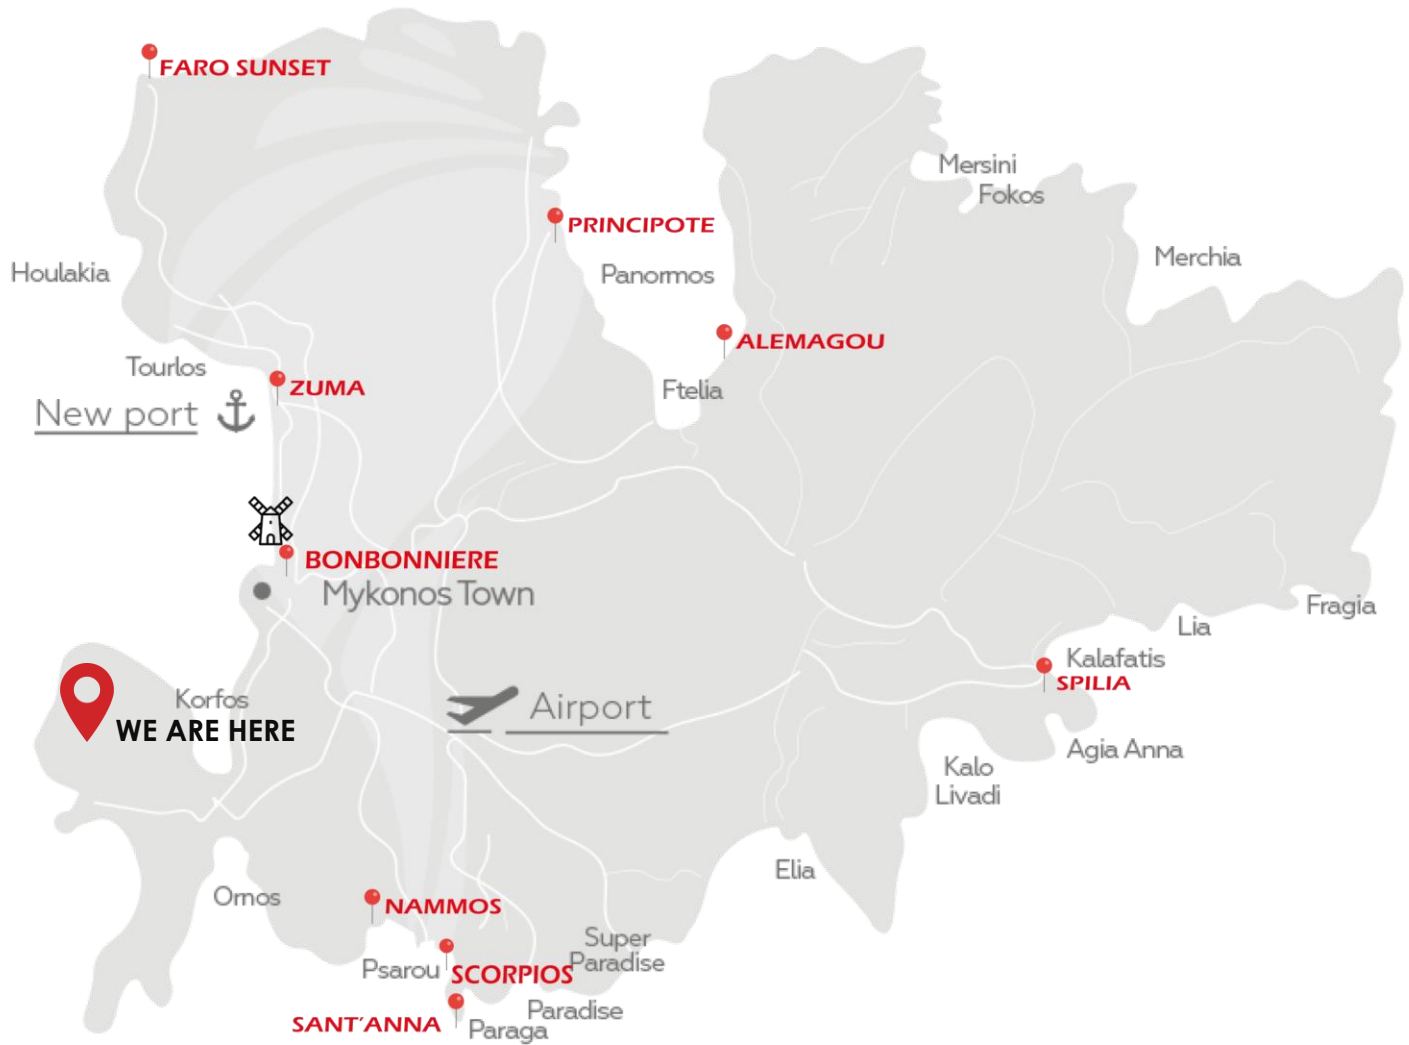 FARO SUNSET
Mersini
Fokos
PRINCIPOTE
Merchia
Houlakia
Panormos
ALEMAGOU
Tourlos
ZUMA
Ftelia
New port
BONBONNIERE
Mykonos Town
Fragia
Lia
Kalafatis
SPILIA
Korfos
WE ARE HERE
Airport
Agia Anna
Kalo
Livadi
Elia
Ornos
NAMMOS
Super
Paradise
Psarou
SCORPIOS
Paradise
SANT'ANNA
Paraga